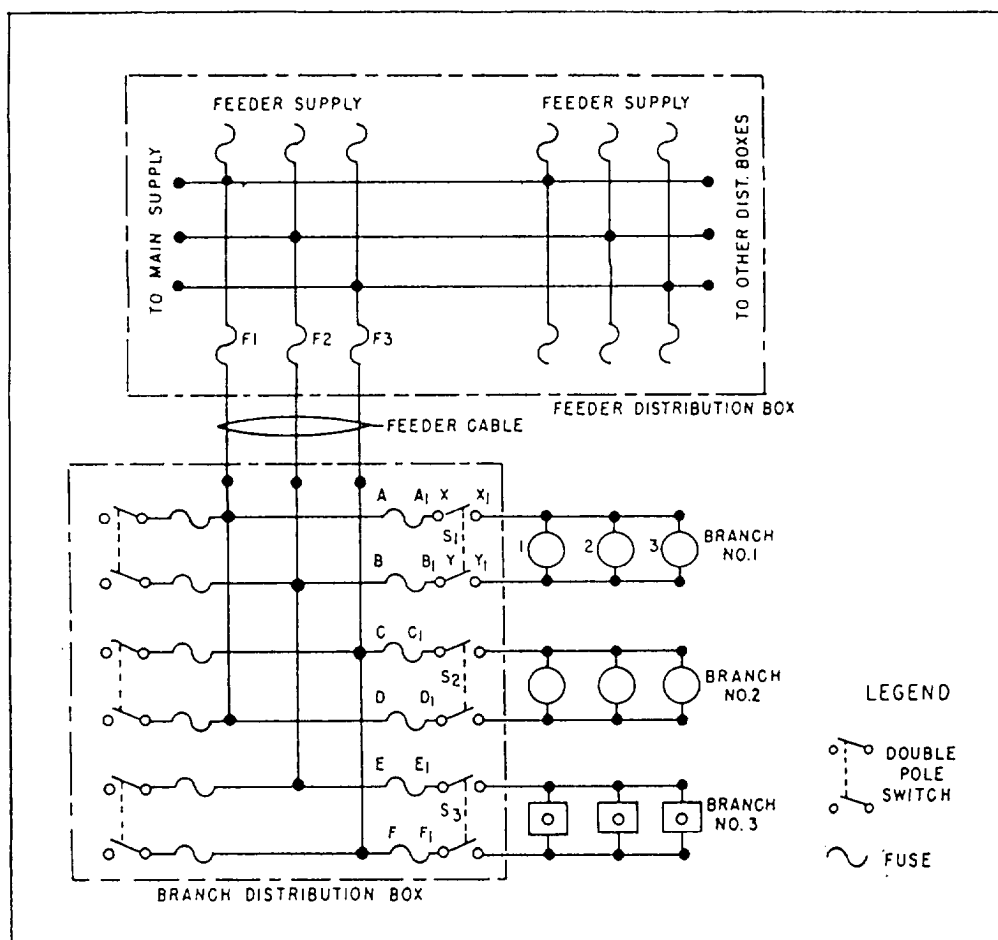 FEEDER SUPPLY
FEEDER SUPPLY
TO MAIN SUPPLY
TO OTHER DIST. BOXES
F1
F2
F3
FEEDER DISTRIBUTION BOX
FEEDER CABLE
A A1 X X1
S1
1 2 3
BRANCH
NO.1
B B1 Y Y1
C C1
S2
BRANCH
NO.2
D D1
E E1
S3
BRANCH
NO.3
F F1
BRANCH DISTRIBUTION BOX
LEGEND
DOUBLE
POLE
SWITCH
FUSE